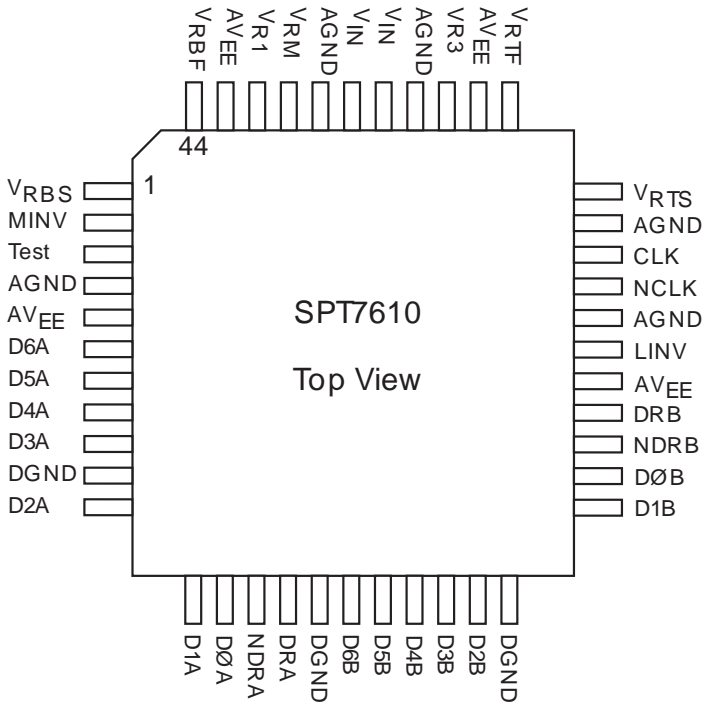 VRBF
AVEE
VR1
VRM
AGND
VIN
VIN
AGND
VR3
AVEE
VRTF
44
1
VRBS
MINV
Test
AGND
AVEE
D6A
D5A
D4A
D3A
DGND
D2A
SPT7610
Top View
VRTS
AGND
CLK
NCLK
AGND
LINV
AVEE
DRB
NDRB
DØB
D1B
D1A
DØA
NDRA
DRA
DGND
D6B
D5B
D4B
D3B
D2B
DGND